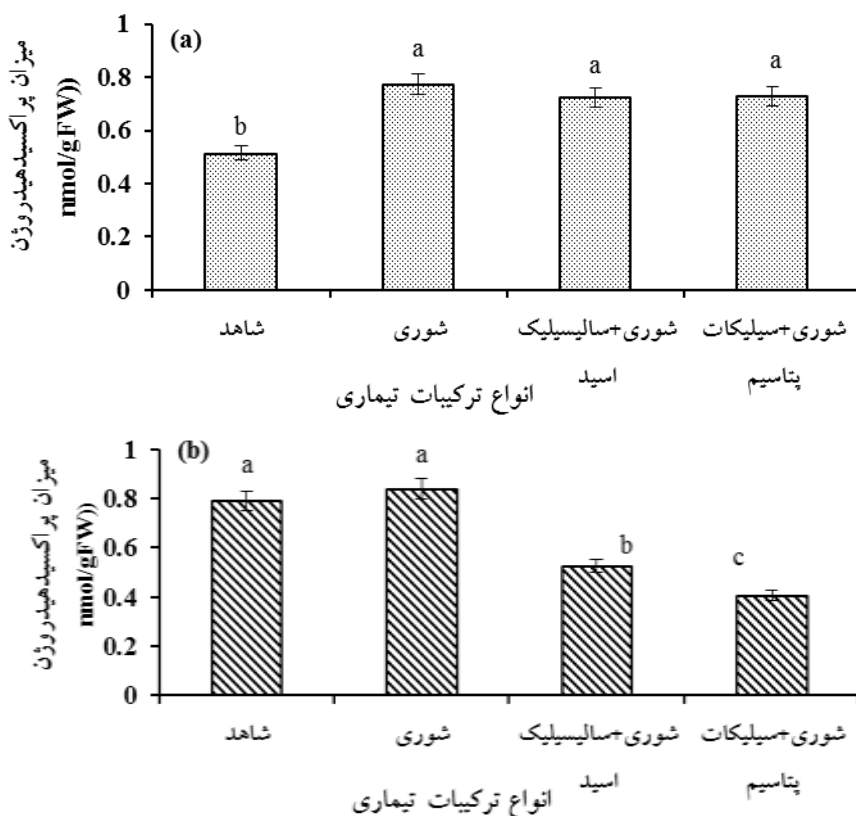 (a)
میزان پراکسیدهیدروژن
nmol/gFW))
1
0.8
0.6
0.4
0.2
0
b
a
a
a
شاهد
شوری
شوری+سالیسیلیک
اسید
شوری+سیلیکات
پتاسیم
انواع ترکیبات تیماری
(b)
میزان پراکسیدهیدروژن
nmol/gFW))
1
0.8
0.6
0.4
0.2
0
a
a
b
c
شاهد
شوری
شوری+سالیسیلیک
اسید
شوری+سیلیکات
پتاسیم
انواع ترکیبات تیماری